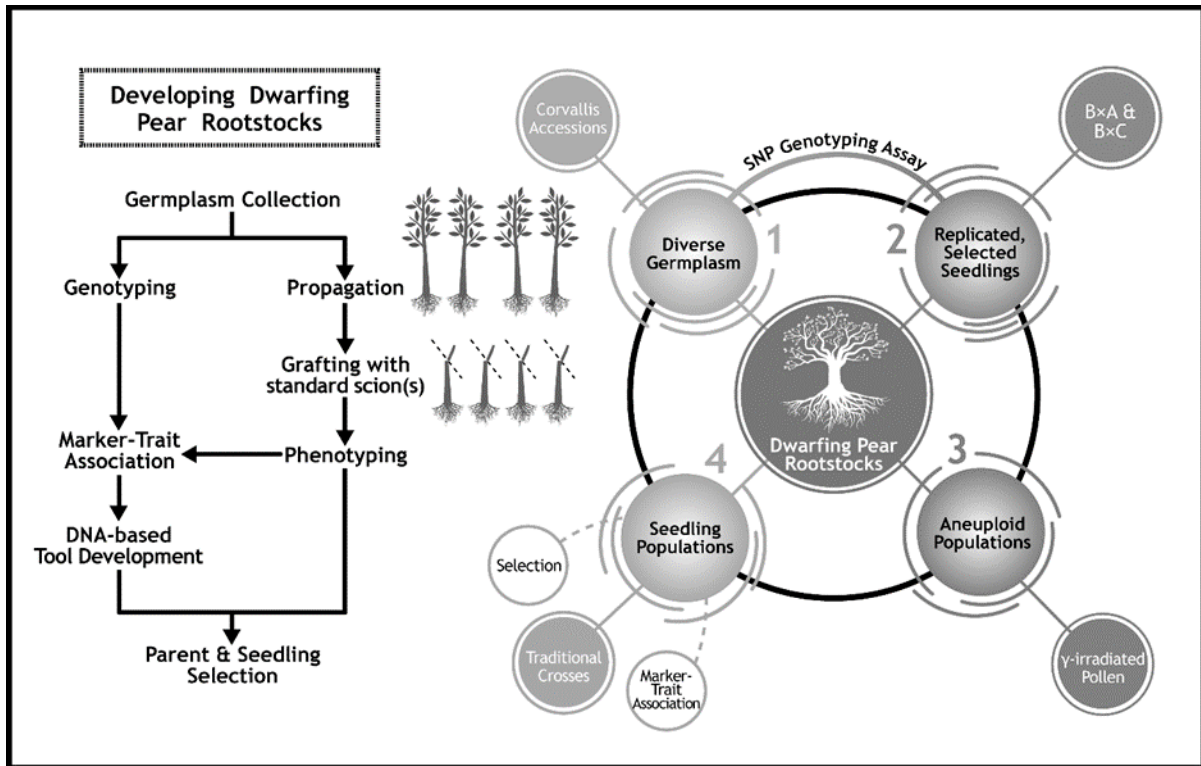 Developing Dwarfing
Pear Rootstocks
Germplasm Collection
Genotyping
Propagation
Grafting with
standard scion(s)
Marker-Trait
Association
Phenotyping
DNA-based
Tool Development
Parent & Seedling
Selection
Corvallis
Accessions
SNP Genotyping Assay
B×A &
B×C
Diverse
Germplasm
1
2
Replicated,
Selected
Seedlings
Dwarfing Pear
Rootstocks
4
3
Seedling
Populations
Aneuploid
Populations
Selection
Traditional
Crosses
Marker-
Trait
Association
γ-irradiated
Pollen